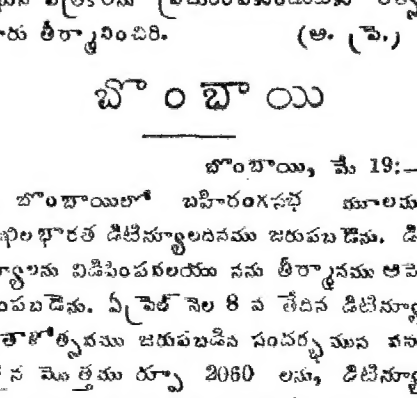 రు తీర్మానించిరి. (ఆ. ప్రె.)
బొంబాయి
బొంబాయి, మే 19:—
బొంబాయిలో బహిరంగసభ మూలము
ఖిలభారత డిటిన్యూలదినము జరుపబడెను. డి
న్యూలను విడిపింపవలయు నను తీర్మానము ఆమో
ంపబడెను. ఏప్రెల్ నెల 8 వ తేదిన డిటిన్యూ
తాకోత్సవము జరుపబడిన సందర్భమున వసూ
న మొత్తము రూపా 2060 లను, డిటిన్యూ